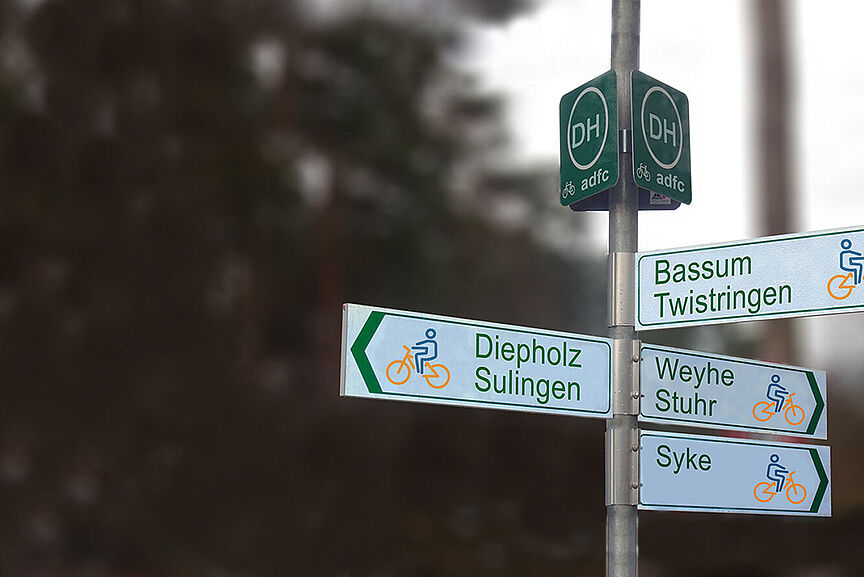 DH
adfc
DH
adfc
Bassum
Twistringen
Diepholz
Sulingen
Weyhe
Stuhr
Syke